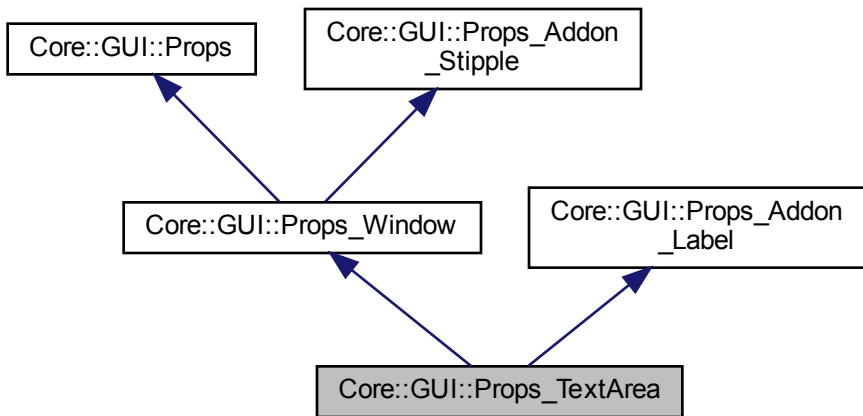 Core::GUI::Props
Core::GUI::Props_Addon
_Stipple
Core::GUI::Props_Window
Core::GUI::Props_Addon
_Label
Core::GUI::Props_TextArea